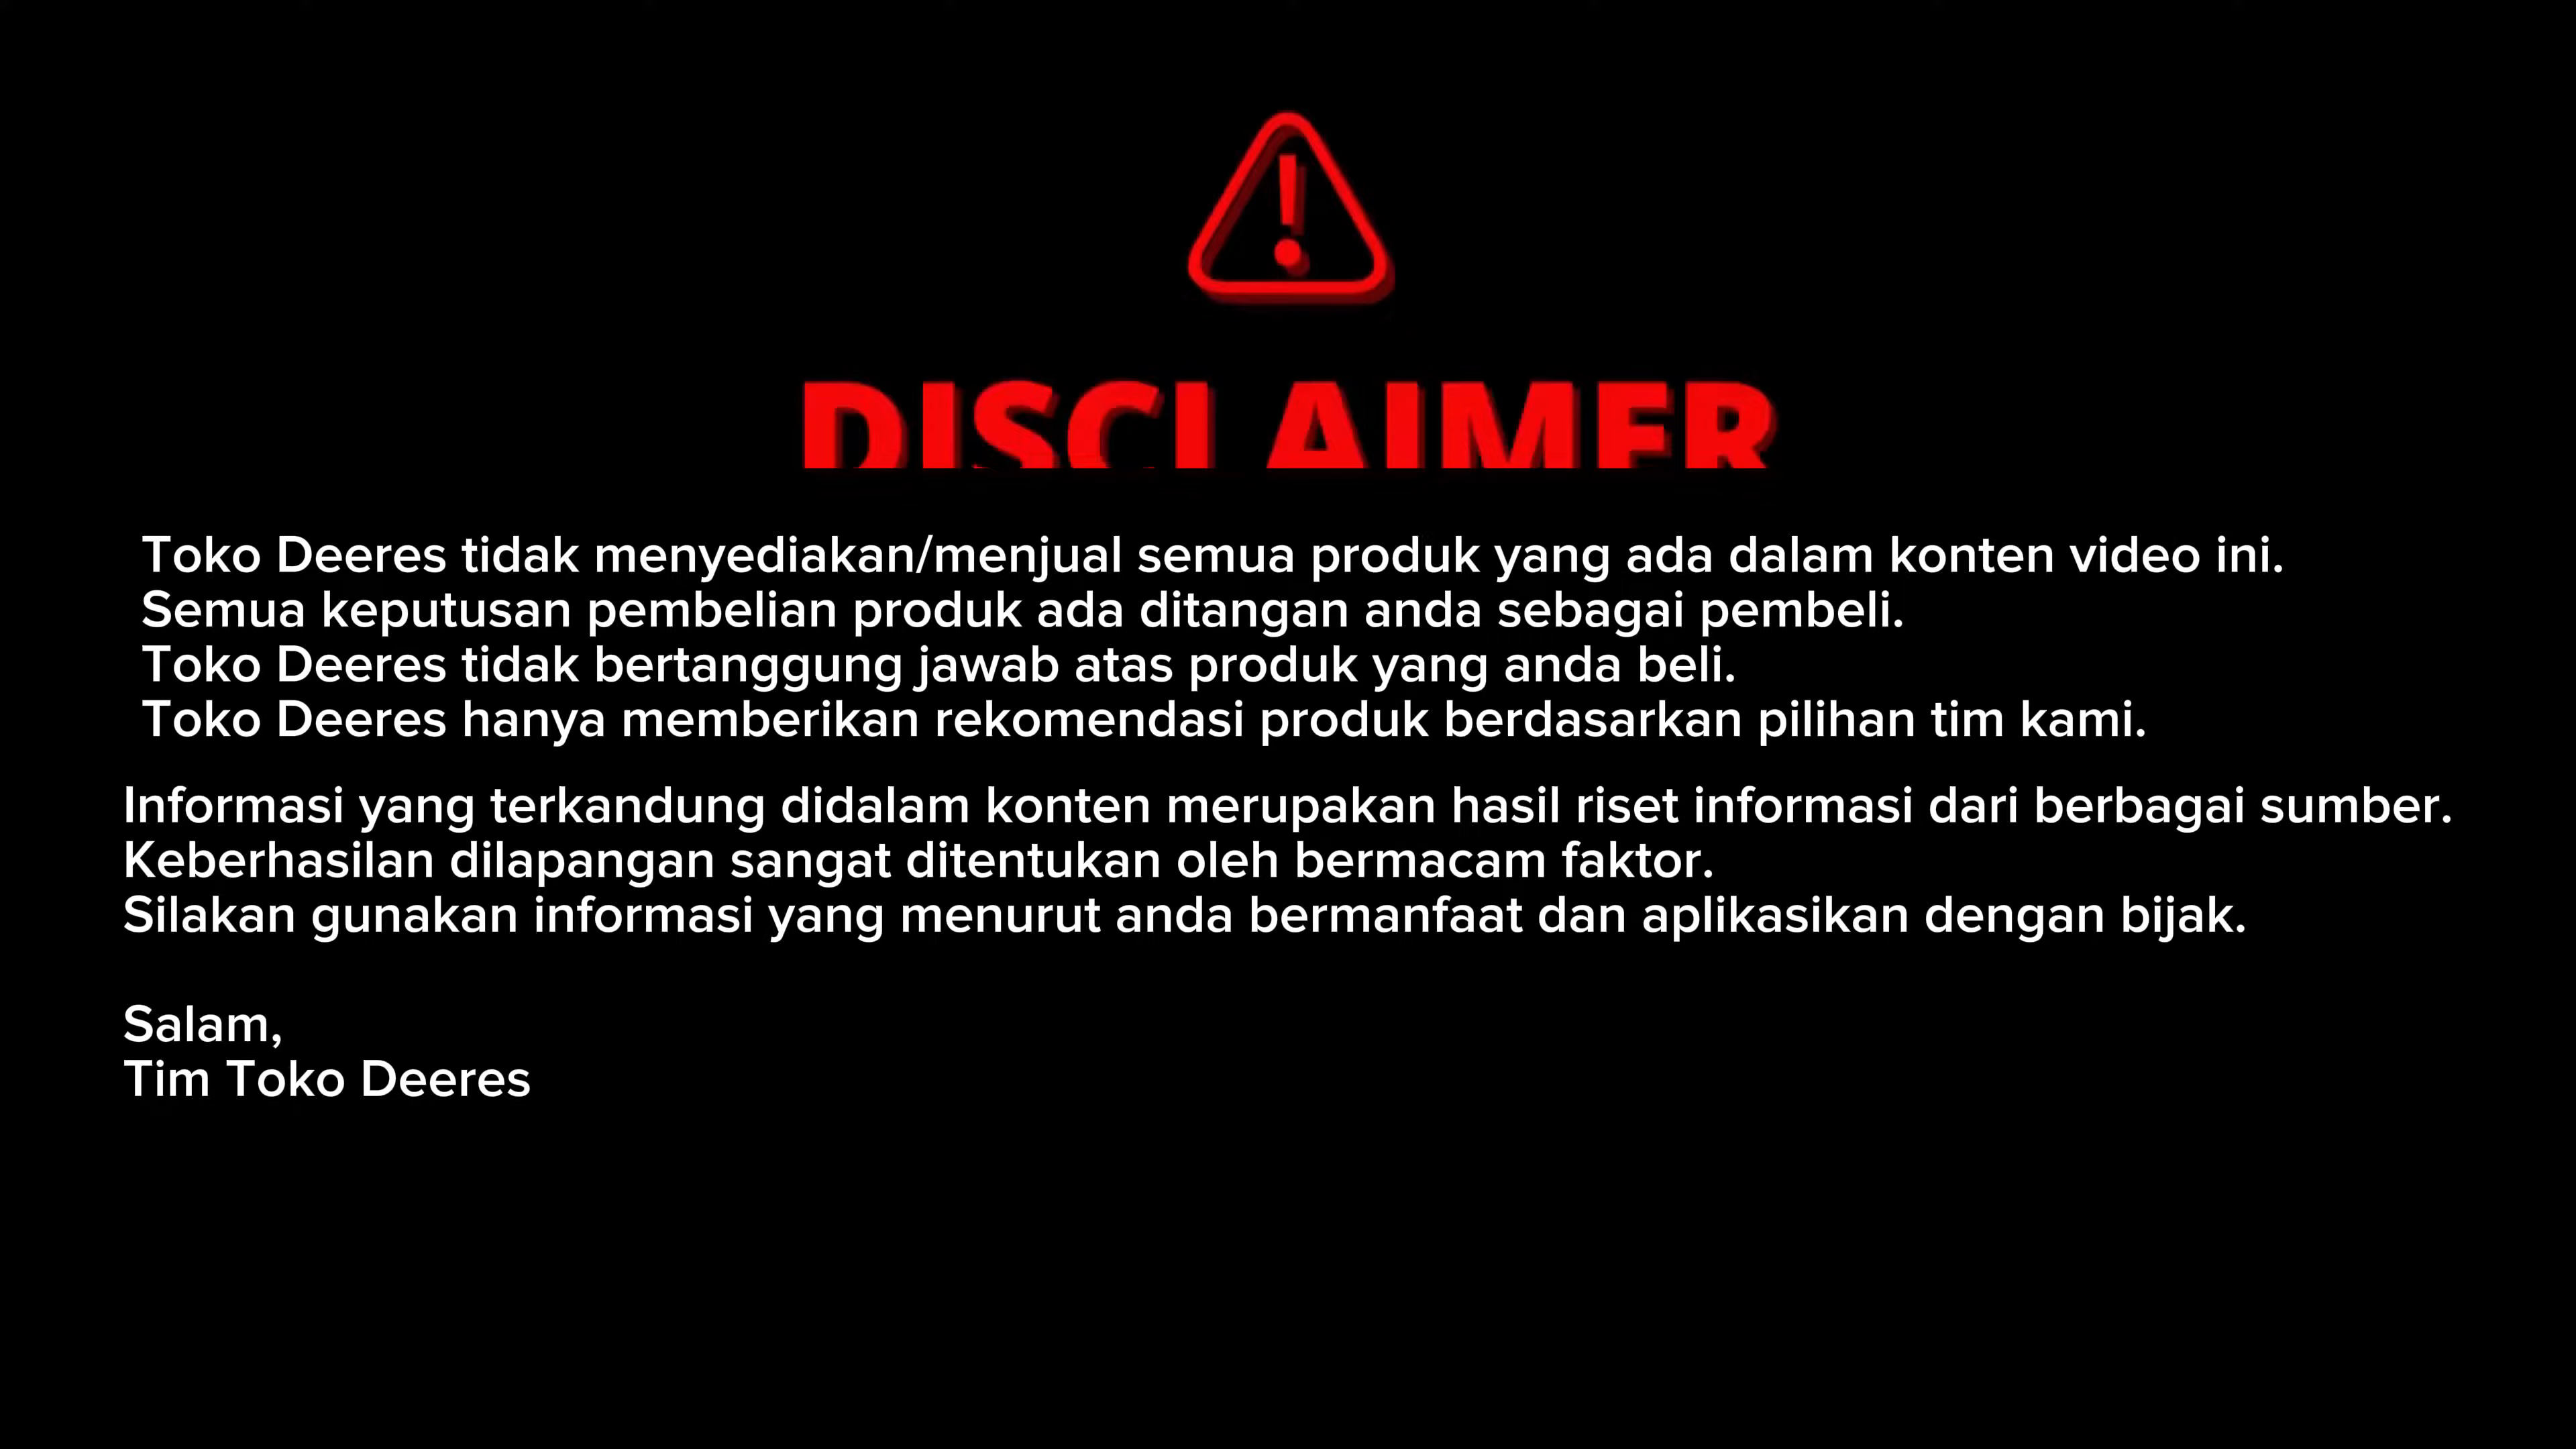 DISCLAIMER
Toko Deeres tidak menyediakan/menjual semua produk yang ada dalam konten video ini.
Semua keputusan pembelian produk ada ditangan anda sebagai pembeli.
Toko Deeres tidak bertanggung jawab atas produk yang anda beli.
Toko Deeres hanya memberikan rekomendasi produk berdasarkan pilihan tim kami.
Informasi yang terkandung didalam konten merupakan hasil riset informasi dari berbagai sumber.
Keberhasilan dilapangan sangat ditentukan oleh bermacam faktor.
Silakan gunakan informasi yang menurut anda bermanfaat dan aplikasikan dengan bijak.
Salam,
Tim Toko Deeres